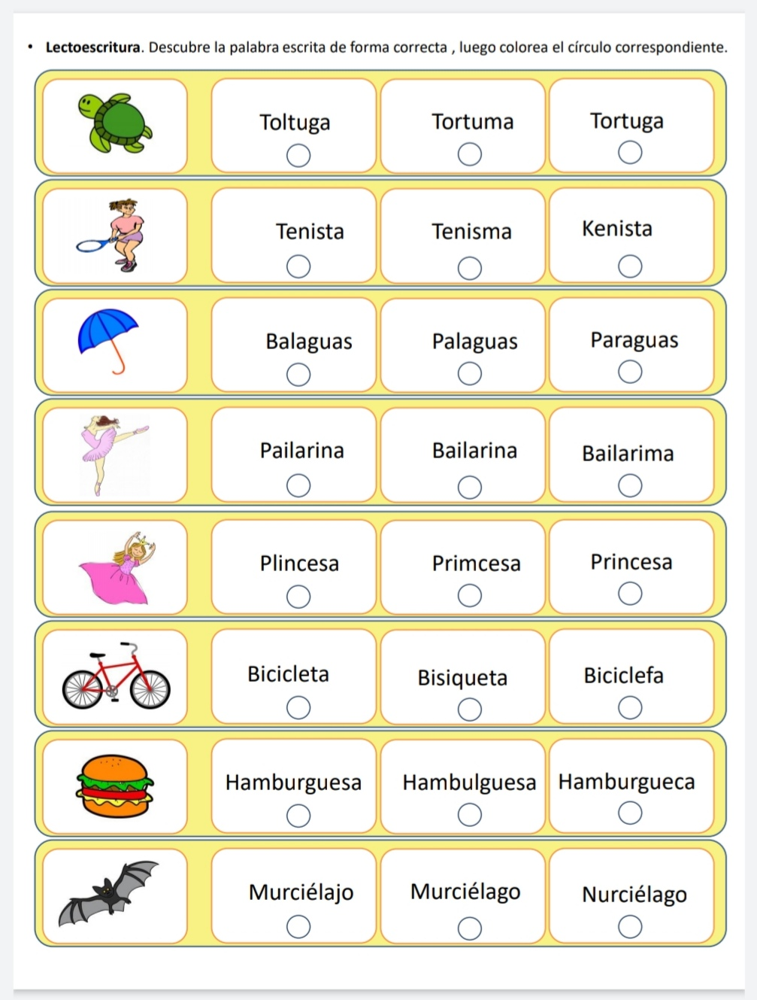 • Lectoescritura. Descubre la palabra escrita de forma correcta , luego colorea el círculo correspondiente.
Toltuga Tortuma Tortuga
Tenista Tenisma Kenista
Balaguas Palaguas Paraguas
Pailarina Bailarina Bailarima
Plincesa Primcesa Princesa
Bicicleta Bisiqueta Biciclefa
Hamburguesa Hambulguesa Hamburgueca
Murciélajo Murciélago Nurciélago